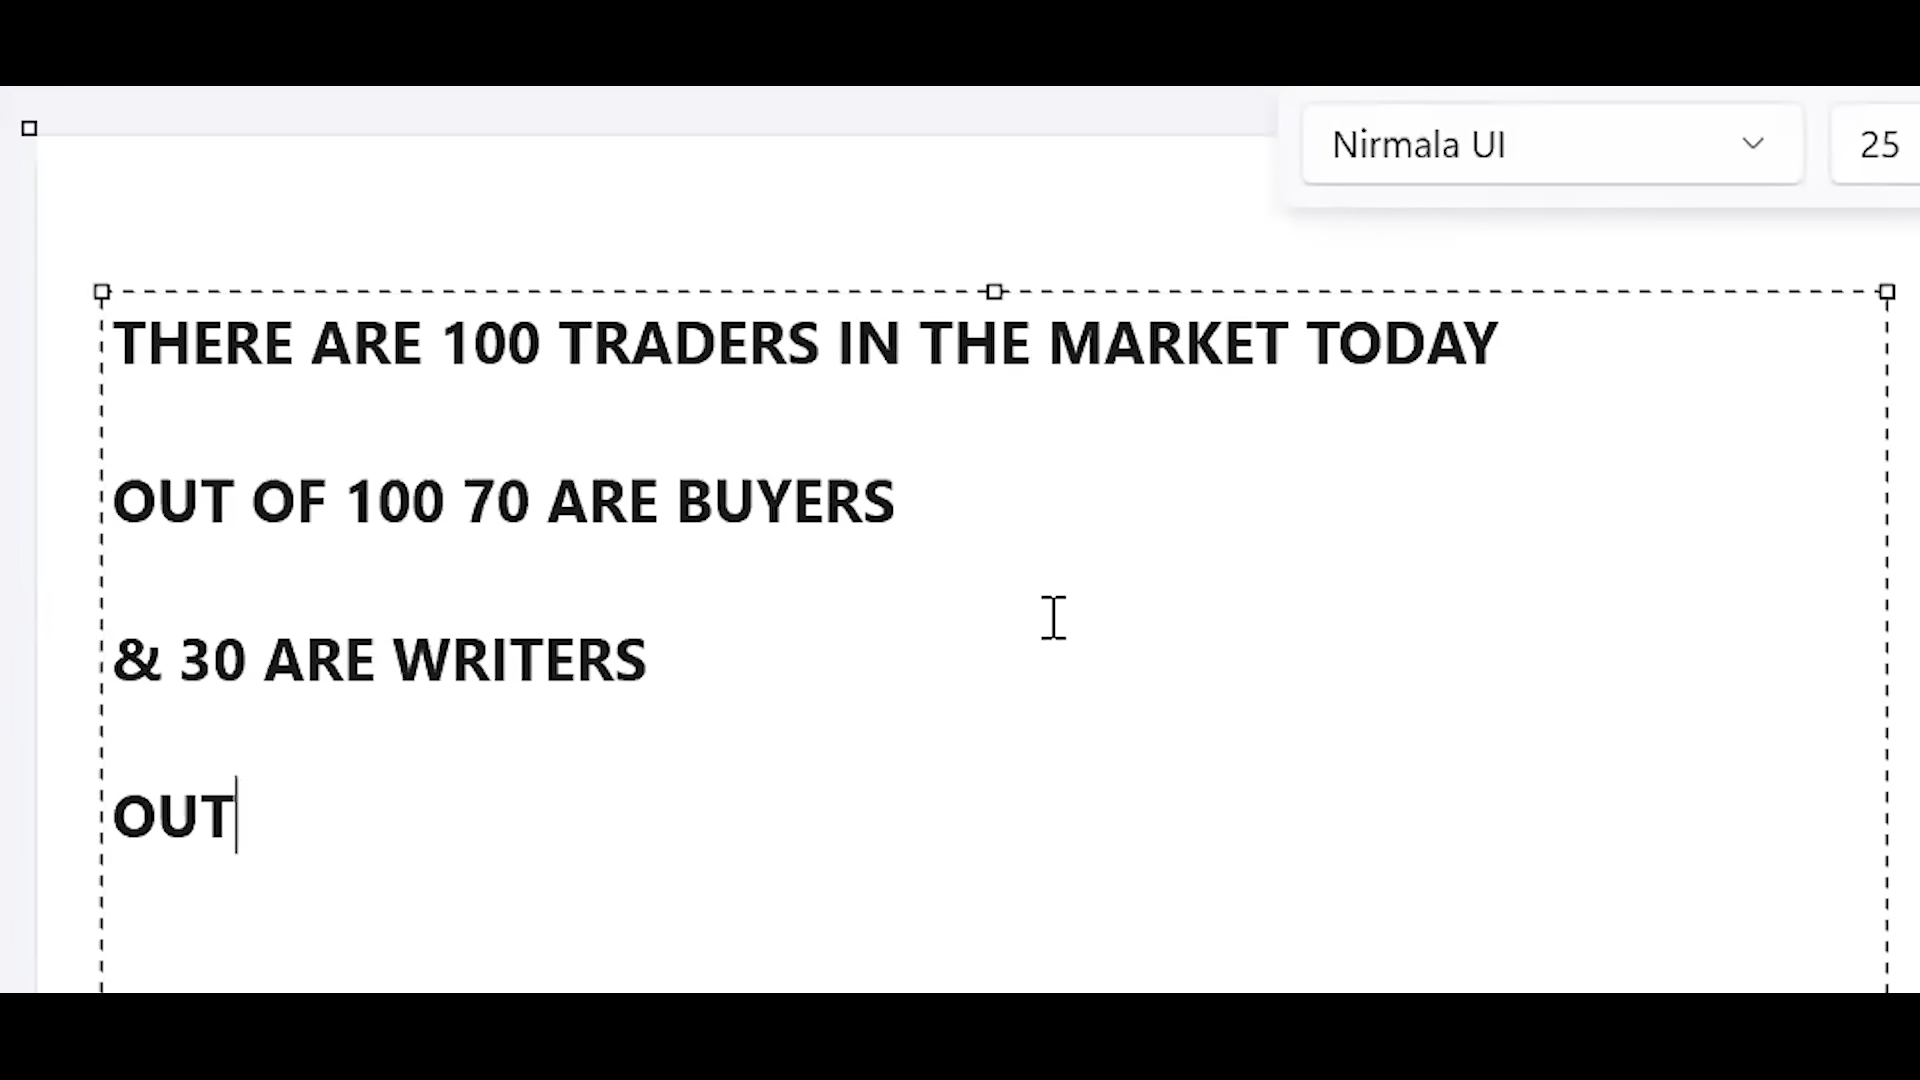 Nirmala UI 25
THERE ARE 100 TRADERS IN THE MARKET TODAY
OUT OF 100 70 ARE BUYERS
& 30 ARE WRITERS
OUT